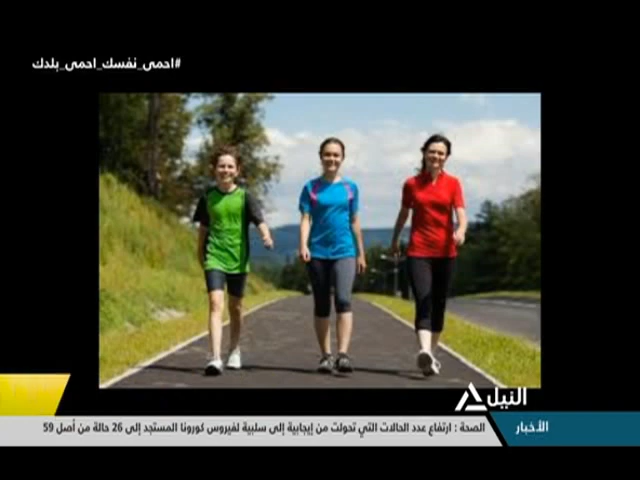 #احمى_نفسك_احمى_بلدك
النيل
الأخبار
الصحة : ارتفاع عدد الحالات التي تحولت من إيجابية إلى سلبية لفيروس كورونا المستجد إلى 26 حالة من أصل 59